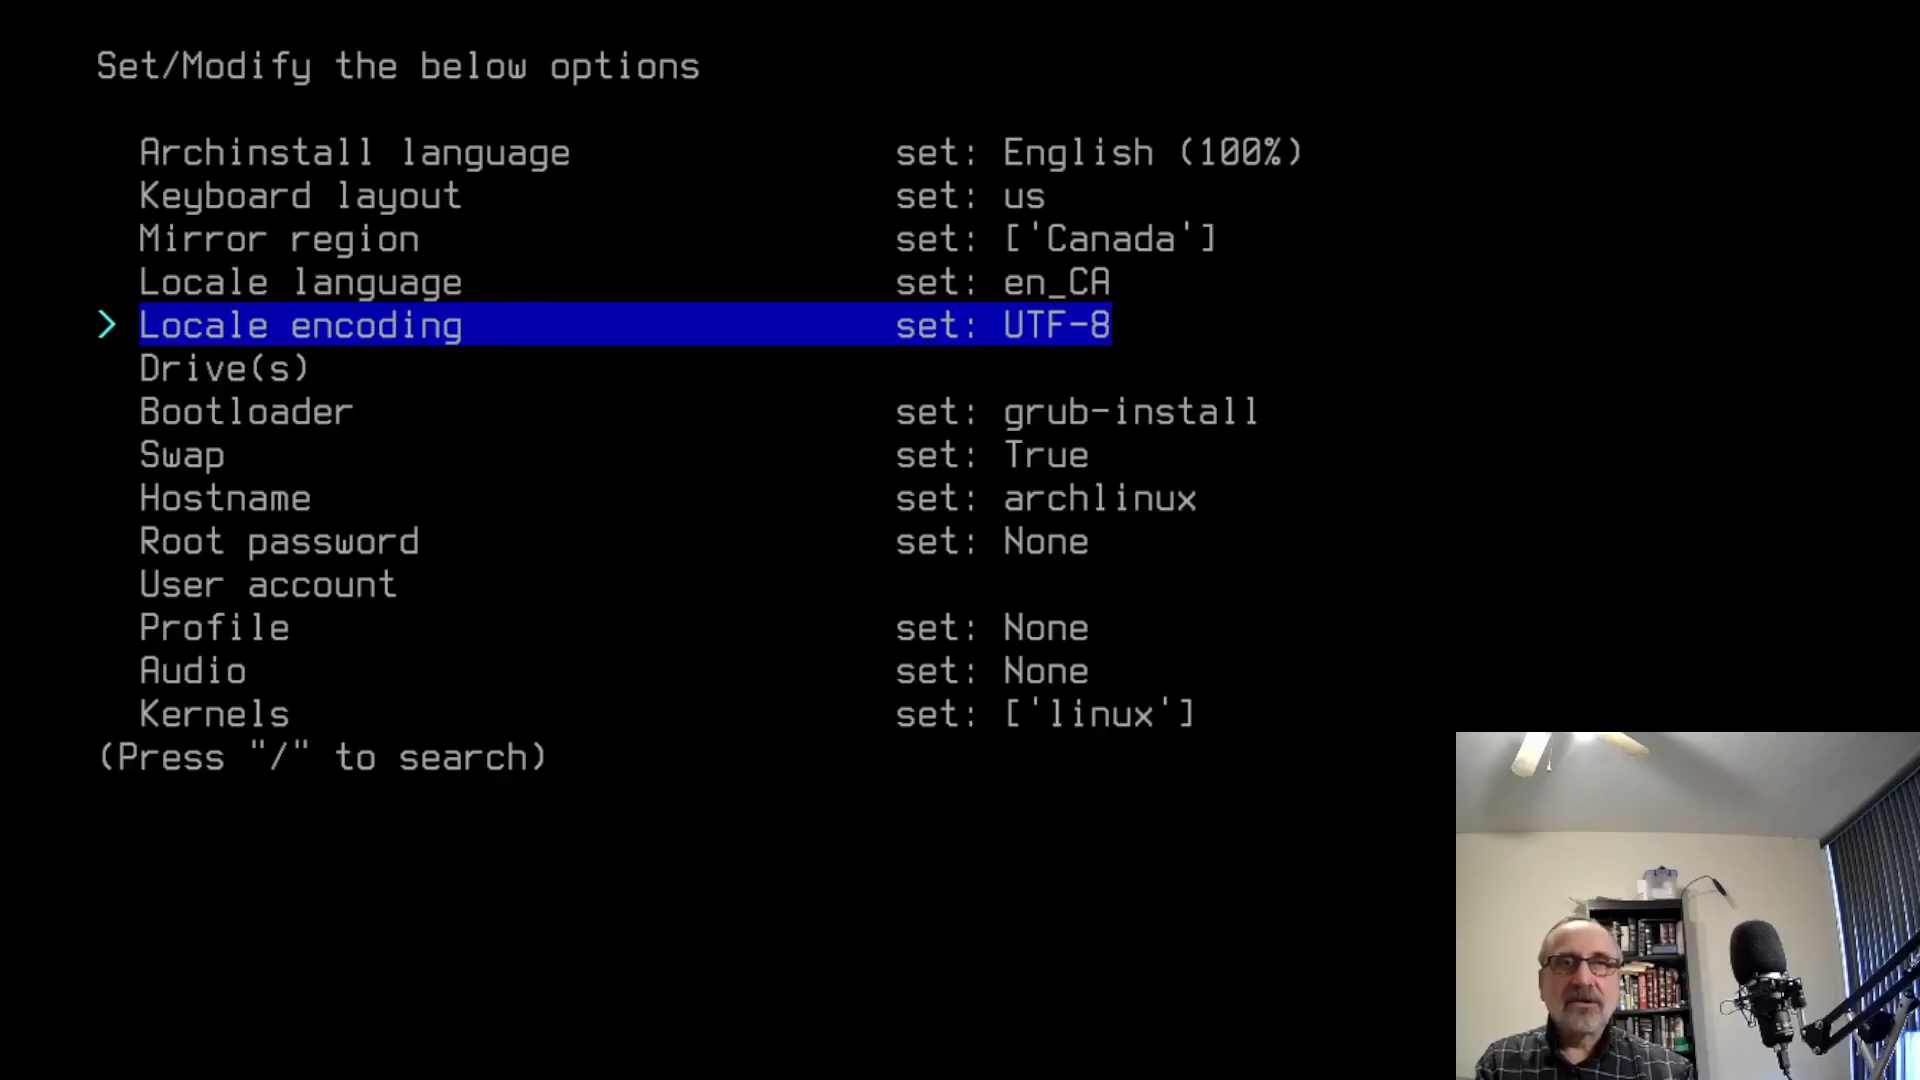 Set/Modify the below options
Archinstall language set: English (100%)
Keyboard layout set: us
Mirror region set: ['Canada']
Locale language set: en_CA
> Locale encoding set: UTF-8
Drive(s)
Bootloader set: grub-install
Swap set: True
Hostname set: archlinux
Root password set: None
User account
Profile set: None
Audio set: None
Kernels set: ['linux']
(Press "/" to search)